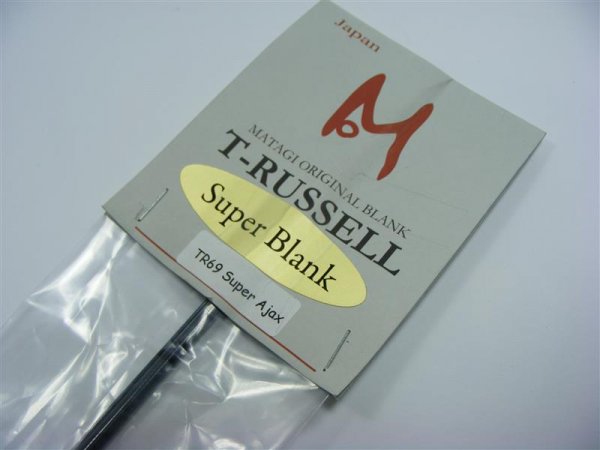 Japan
M
MATAGI ORIGINAL BLANK
T-RUSSELL
Super Blank
TR69 Super Ajax